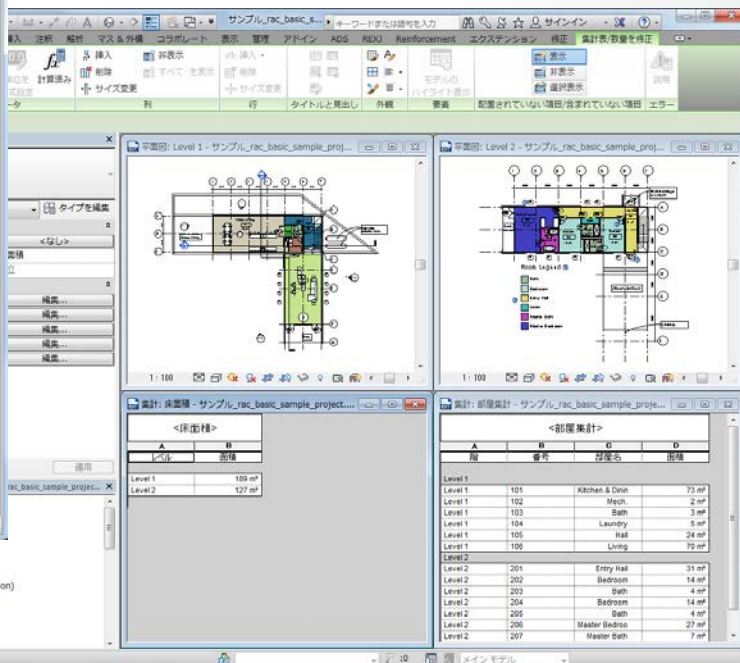 サンプル_rac_basic_s...
キーワードまたは語句を入力
サインイン
挿入 注釈 解析 マス & 外構 コラボレート 表示 管理 アドイン ADS REXJ Reinforcement エクステンション 修正 集計表/数量を修正
計算済み
挿入
削除
サイズ変更
非表示
すべて を表示
挿入
削除
サイズ変更
モデルの
ハイライト表示
表示
非表示
選択表示
説明
列 行 タイトルと見出し 外観 要素 配置されていない項目/含まれていない項目 エラー
タイプを編集
<なし>
面積
編集...
編集...
編集...
編集...
編集...
適用
rac_basic_sample_projec...
on)
平面図: Level 1 - サンプル_rac_basic_sample_proj...
1 : 100
平面図: Level 2 - サンプル_rac_basic_sample_proj...
Room Legend
Bath
Bedroom
Entry Hall
Linen
Master Bath
Master Bedroom
1 : 100
集計: 床面積 - サンプル_rac_basic_sample_project....
<床面積>
A B
レベル 面積
Level 1 189 m²
Level 2 127 m²
集計: 部屋集計 - サンプル_rac_basic_sample_proje...
<部屋集計>
A B C D
階 番号 部屋名 面積
Level 1
Level 1 101 Kitchen & Dinin 73 m²
Level 1 102 Mech. 2 m²
Level 1 103 Bath 3 m²
Level 1 104 Laundry 5 m²
Level 1 105 Hall 24 m²
Level 1 106 Living 70 m²
Level 2
Level 2 201 Entry Hall 31 m²
Level 2 202 Bedroom 14 m²
Level 2 203 Bath 4 m²
Level 2 204 Bedroom 14 m²
Level 2 205 Bath 4 m²
Level 2 206 Master Bedroo 27 m²
Level 2 207 Master Bath 7 m²
:0
メイン モデル